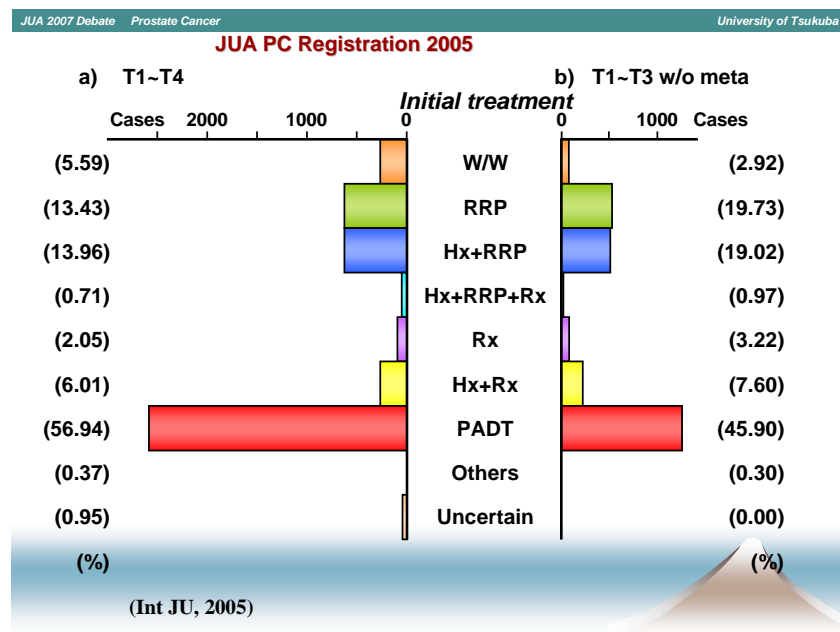 JUA 2007 Debate Prostate Cancer University of Tsukuba
JUA PC Registration 2005
a) T1~T4 b) T1~T3 w/o meta
Initial treatment
Cases 2000 1000 0 0 1000 Cases
(5.59) W/W (2.92)
(13.43) RRP (19.73)
(13.96) Hx+RRP (19.02)
(0.71) Hx+RRP+Rx (0.97)
(2.05) Rx (3.22)
(6.01) Hx+Rx (7.60)
(56.94) PADT (45.90)
(0.37) Others (0.30)
(0.95) Uncertain (0.00)
(%) (%)
(Int JU, 2005)